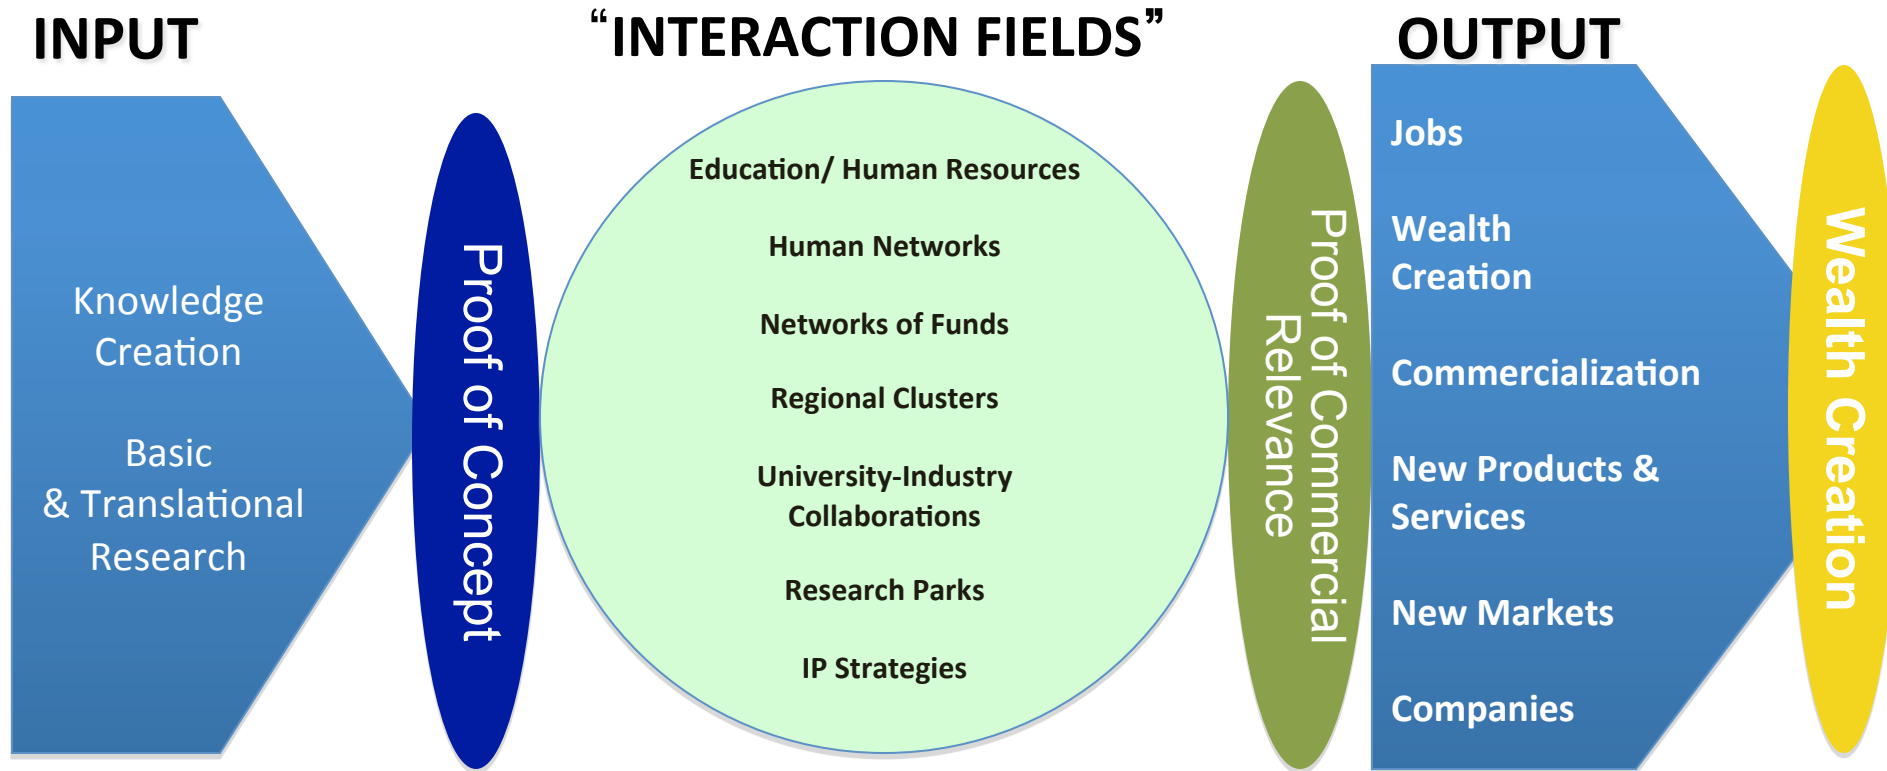 INPUT
Knowledge
Creation
Basic
& Translational
Research
Proof of Concept
“INTERACTION FIELDS”
Education/ Human Resources
Human Networks
Networks of Funds
Regional Clusters
University-Industry
Collaborations
Research Parks
IP Strategies
Proof of Commercial
Relevance
OUTPUT
Jobs
Wealth
Creation
Commercialization
New Products &
Services
New Markets
Companies
Wealth Creation